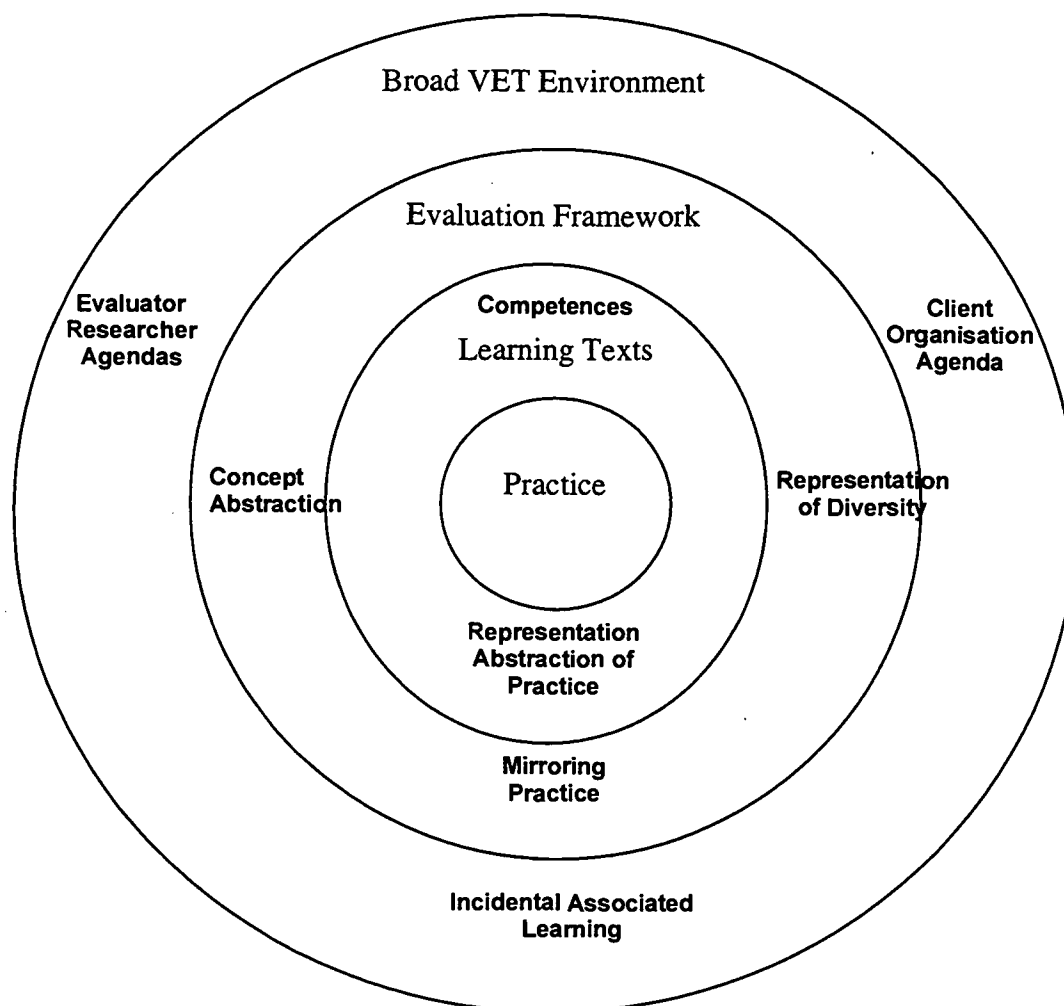 Broad VET Environment
Evaluation Framework
Evaluator
Researcher
Agendas
Competences
Client
Organisation
Agenda
Learning Texts
Concept
Abstraction
Practice
Representation
of Diversity
Representation
Abstraction of
Practice
Mirroring
Practice
Incidental Associated
Learning